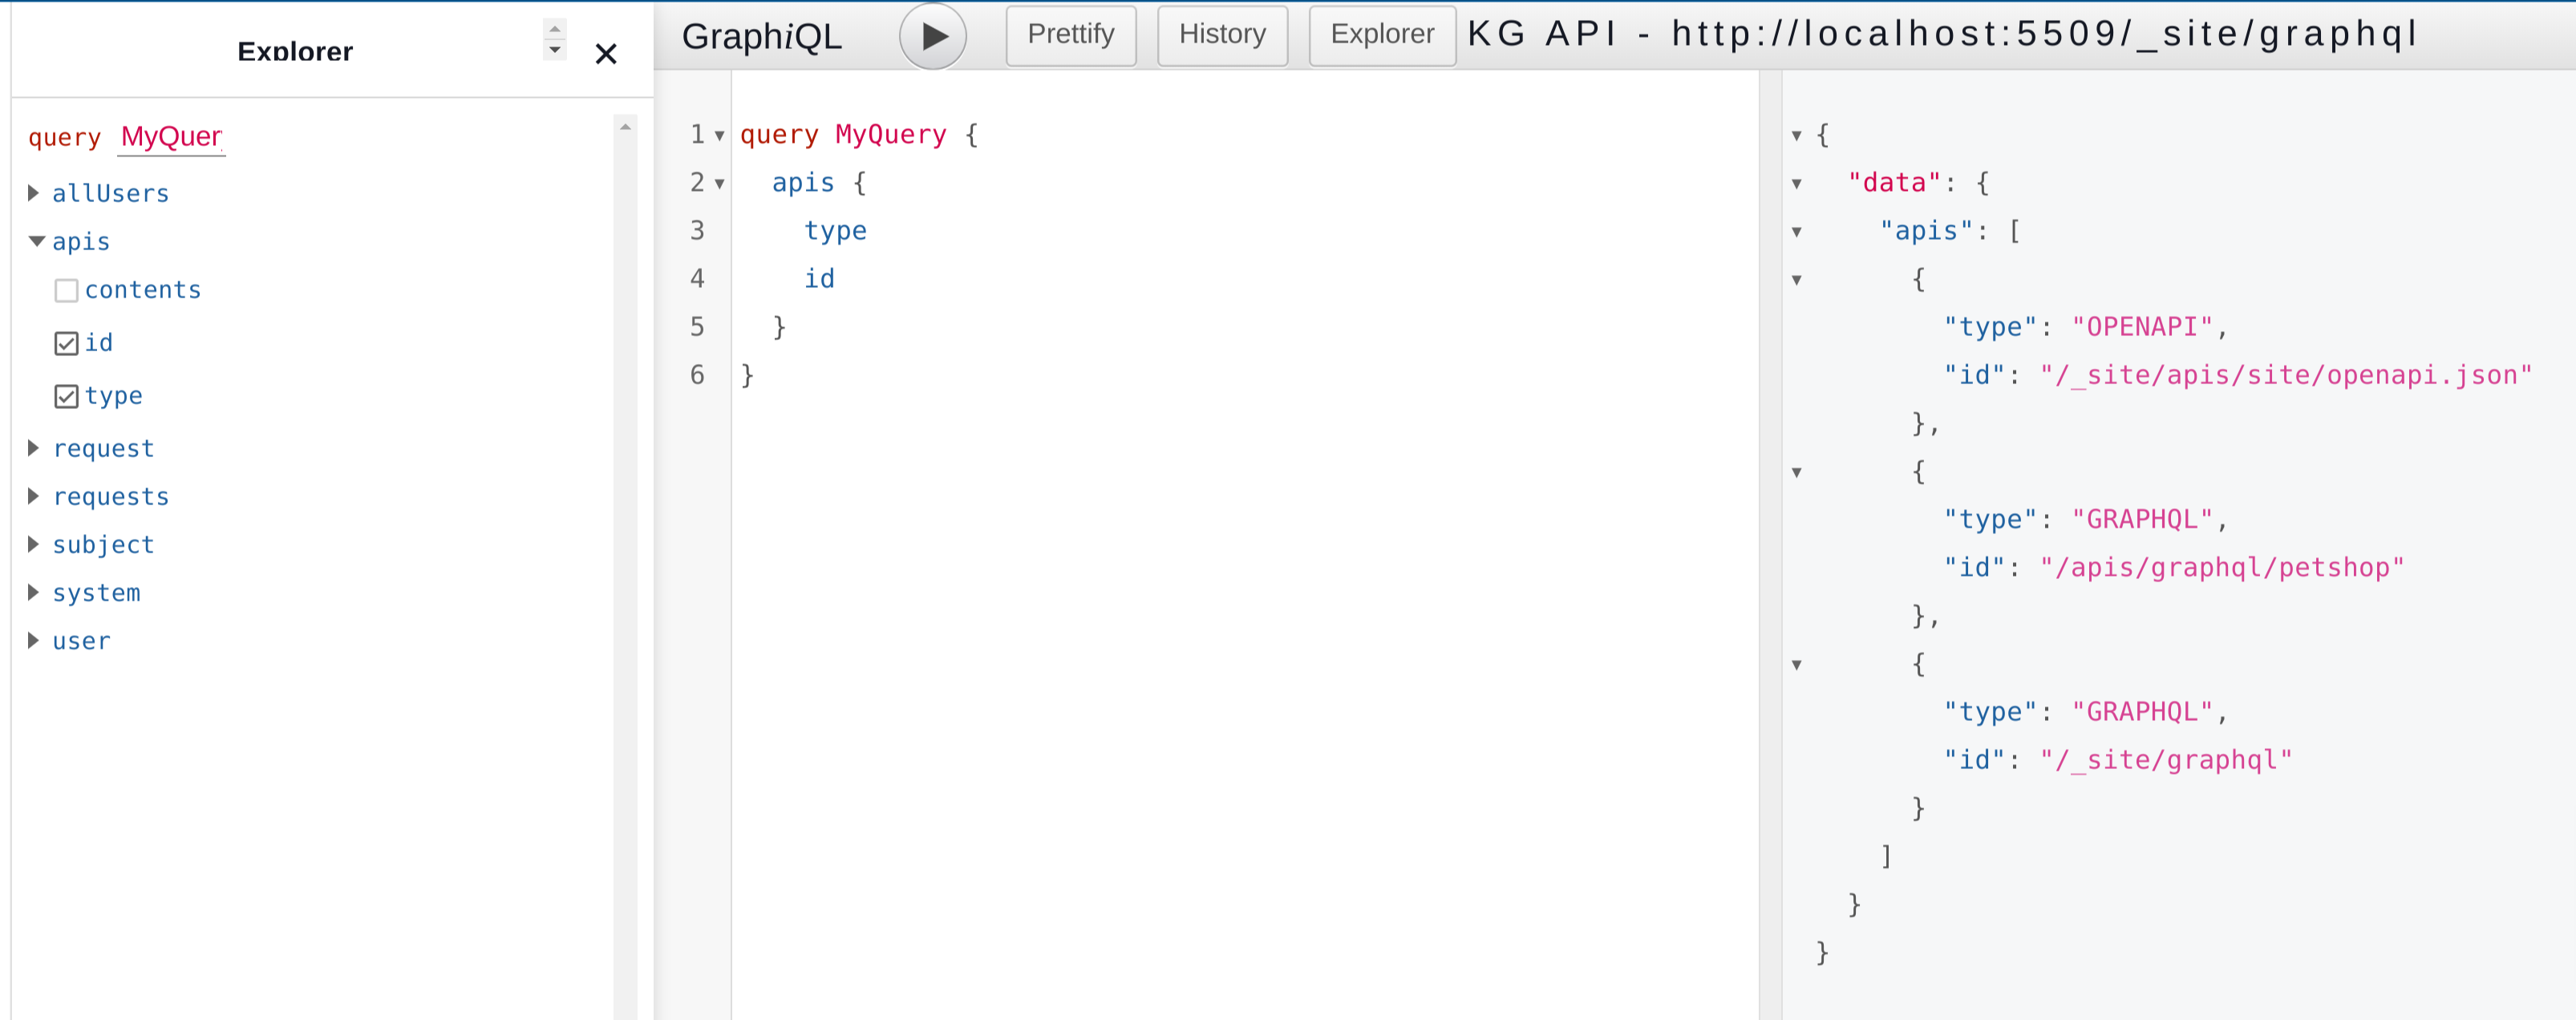 Explorer
query MyQuer
allUsers
apis
contents
id
type
request
requests
subject
system
user
GraphiQL Prettify History Explorer KG API - http://localhost:5509/_site/graphql
1 query MyQuery {
2 apis {
3 type
4 id
5 }
6 }
{
"data": {
"apis": [
{
"type": "OPENAPI",
"id": "/_site/apis/site/openapi.json"
},
{
"type": "GRAPHQL",
"id": "/apis/graphql/petshop"
},
{
"type": "GRAPHQL",
"id": "/_site/graphql"
}
]
}
}